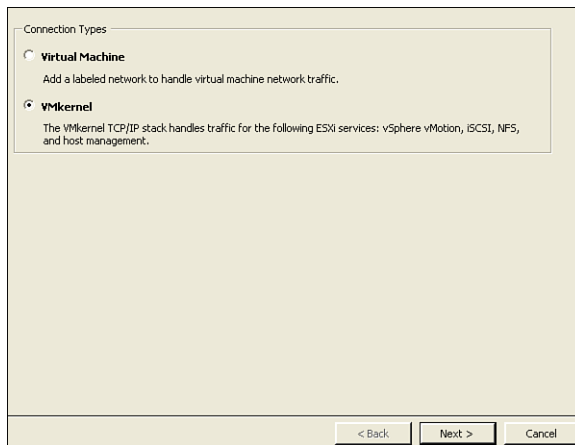 Connection Types
Virtual Machine
Add a labeled network to handle virtual machine network traffic.
VMkernel
The VMkernel TCP/IP stack handles traffic for the following ESXi services: vSphere vMotion, iSCSI, NFS,
and host management.
< Back
Next >
Cancel